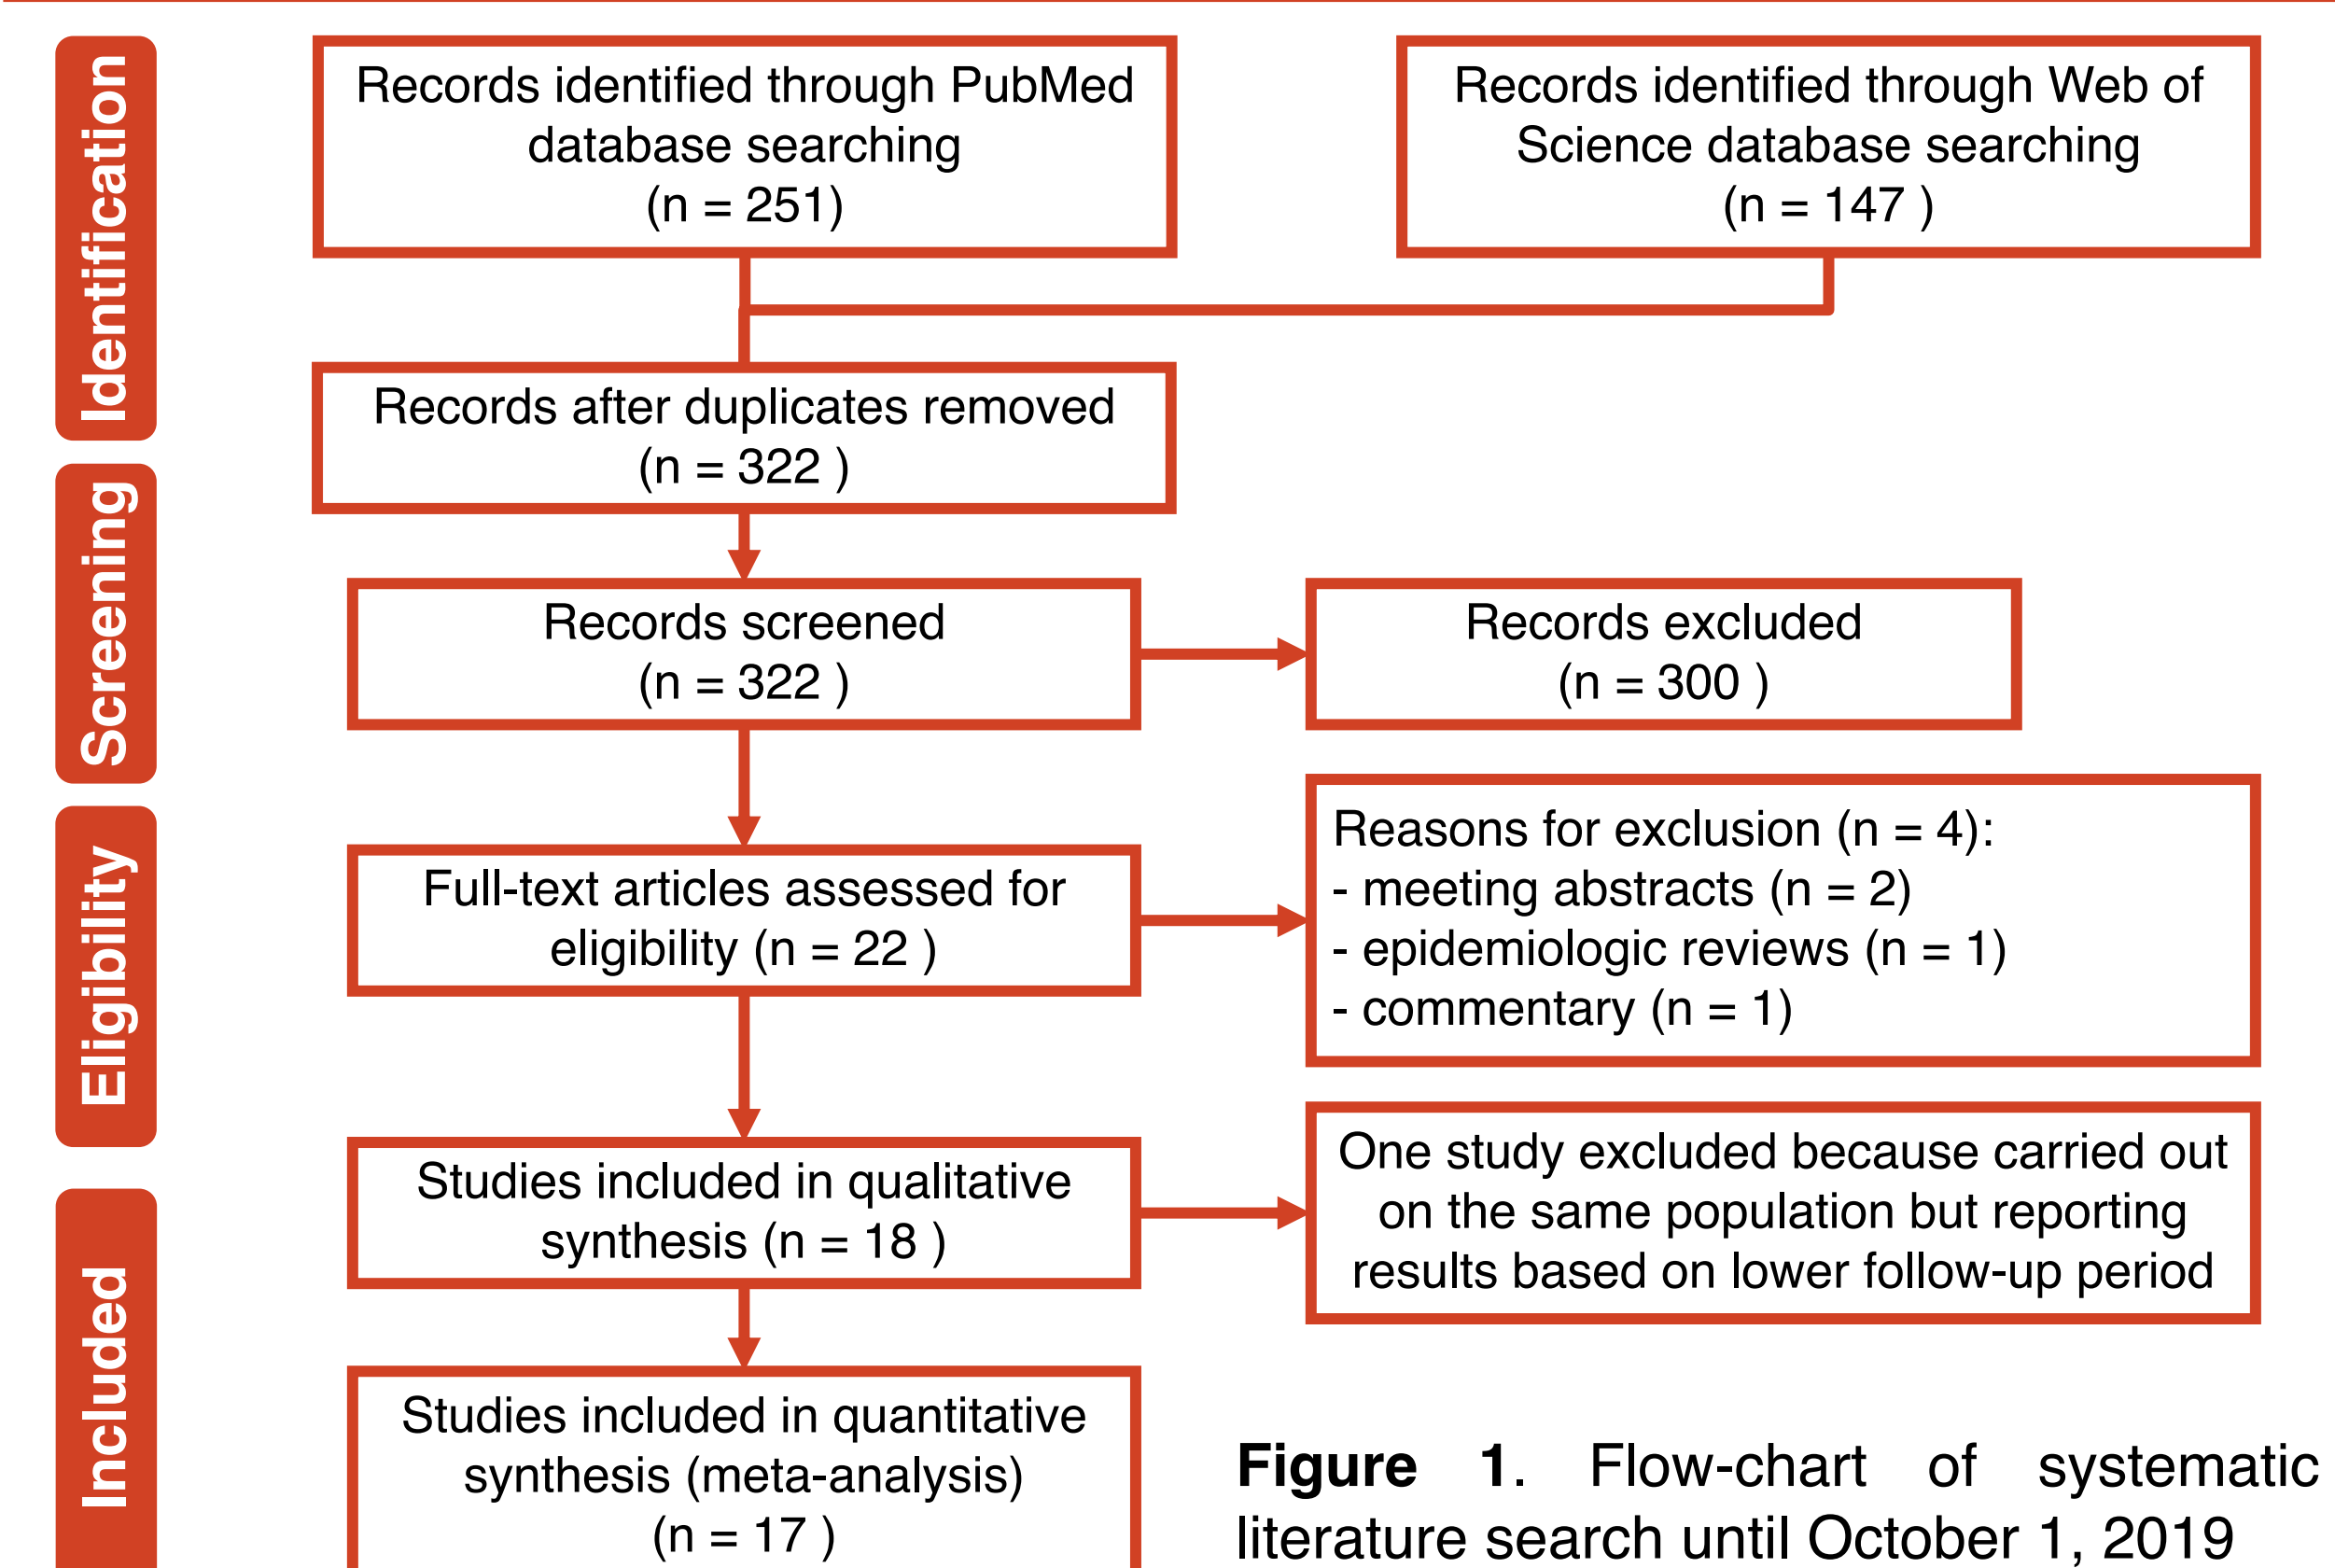 Identification
Records identified through PubMed
database searching
(n = 251)
Records identified through Web of
Science database searching
(n = 147 )
Records after duplicates removed
(n = 322 )
Screening
Records screened
(n = 322 )
Records excluded
(n = 300 )
Eligibility
Full-text articles assessed for
eligibility (n = 22 )
Reasons for exclusion (n = 4):
- meeting abstracts (n = 2)
- epidemiologic reviews (n = 1)
- commentary (n = 1)
Included
Studies included in qualitative
synthesis (n = 18 )
One study excluded because carried out
on the same population but reporting
results based on lower follow-up period
Studies included in quantitative
synthesis (meta-analysis)
(n = 17 )
Figure 1. Flow-chart of systematic
literature search until October 1, 2019